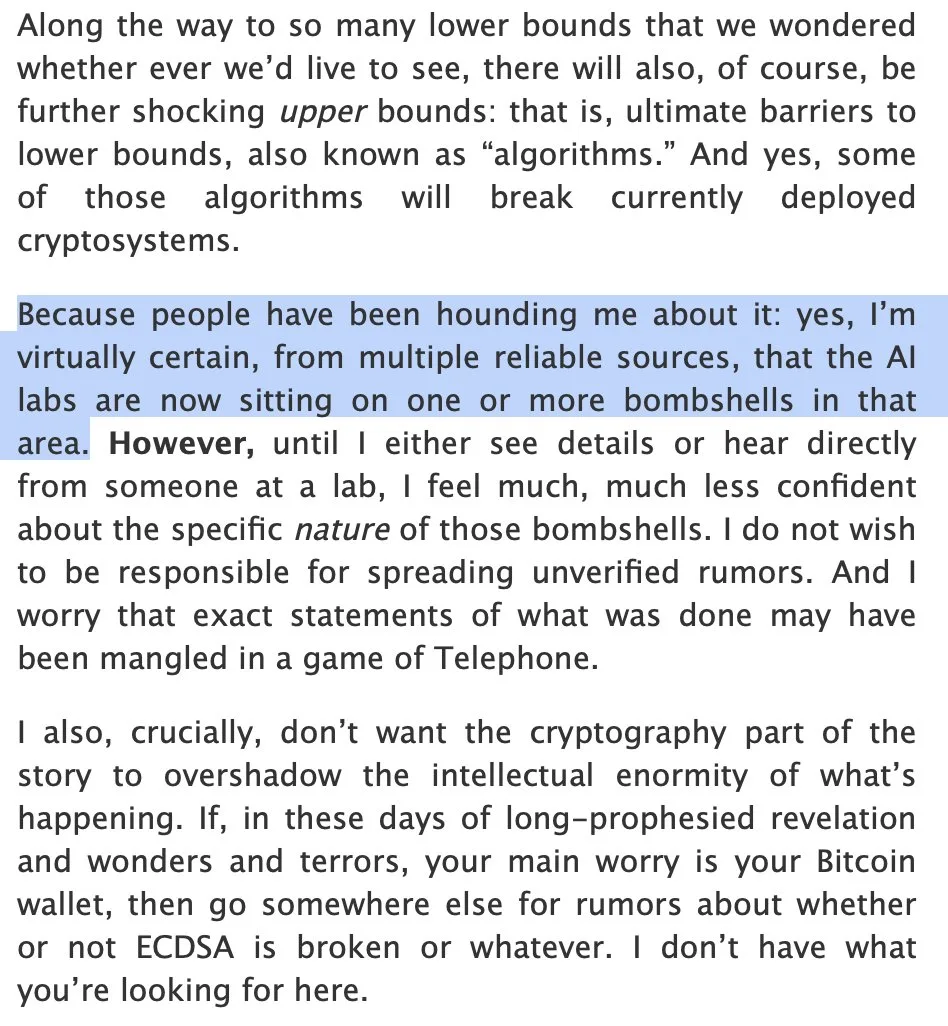 Along the way to so many lower bounds that we wondered
whether ever we’d live to see, there will also, of course, be
further shocking upper bounds: that is, ultimate barriers to
lower bounds, also known as “algorithms.” And yes, some
of those algorithms will break currently deployed
cryptosystems.
Because people have been hounding me about it: yes, I’m
virtually certain, from multiple reliable sources, that the AI
labs are now sitting on one or more bombshells in that
area. However, until I either see details or hear directly
from someone at a lab, I feel much, much less confident
about the specific nature of those bombshells. I do not wish
to be responsible for spreading unverified rumors. And I
worry that exact statements of what was done may have
been mangled in a game of Telephone.
I also, crucially, don’t want the cryptography part of the
story to overshadow the intellectual enormity of what’s
happening. If, in these days of long-prophesied revelation
and wonders and terrors, your main worry is your Bitcoin
wallet, then go somewhere else for rumors about whether
or not ECDSA is broken or whatever. I don’t have what
you’re looking for here.